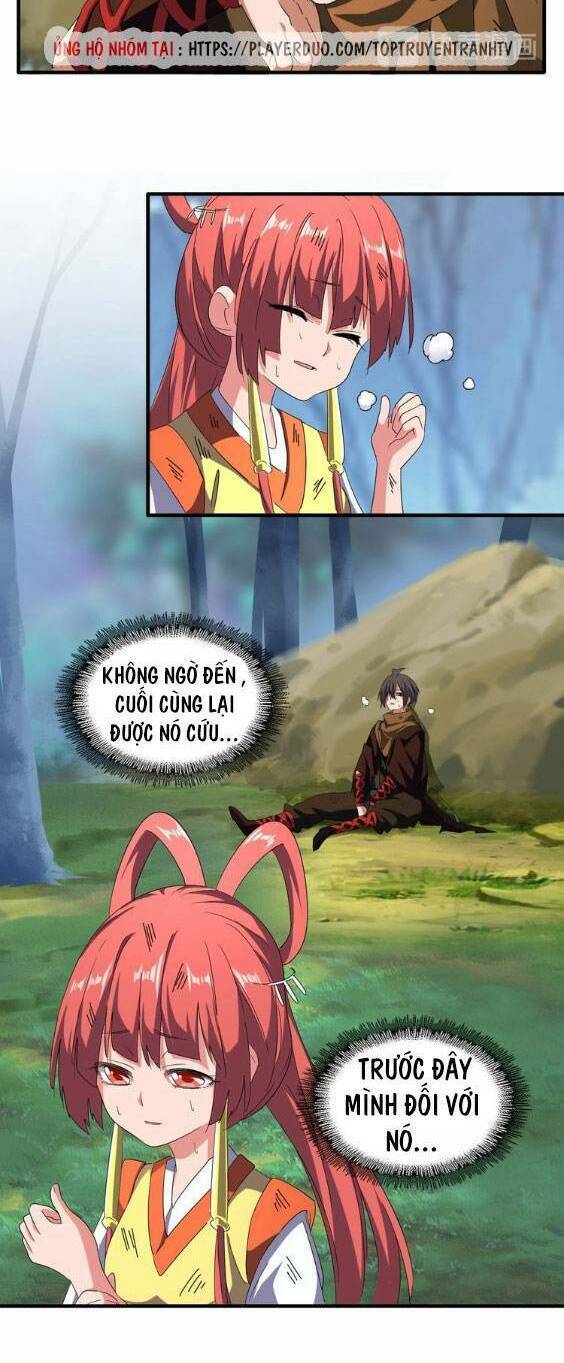 ỦNG HỘ NHÓM TẠI : HTTPS://PLAYERDUO.COM/TOPTRUYENTRANHTV
KHÔNG NGỜ ĐẾN ,
CUỐI CÙNG LẠI
ĐƯỢC NÓ CỨU...
TRƯỚC ĐÂY
MÌNH ĐỐI VỚI
NÓ...